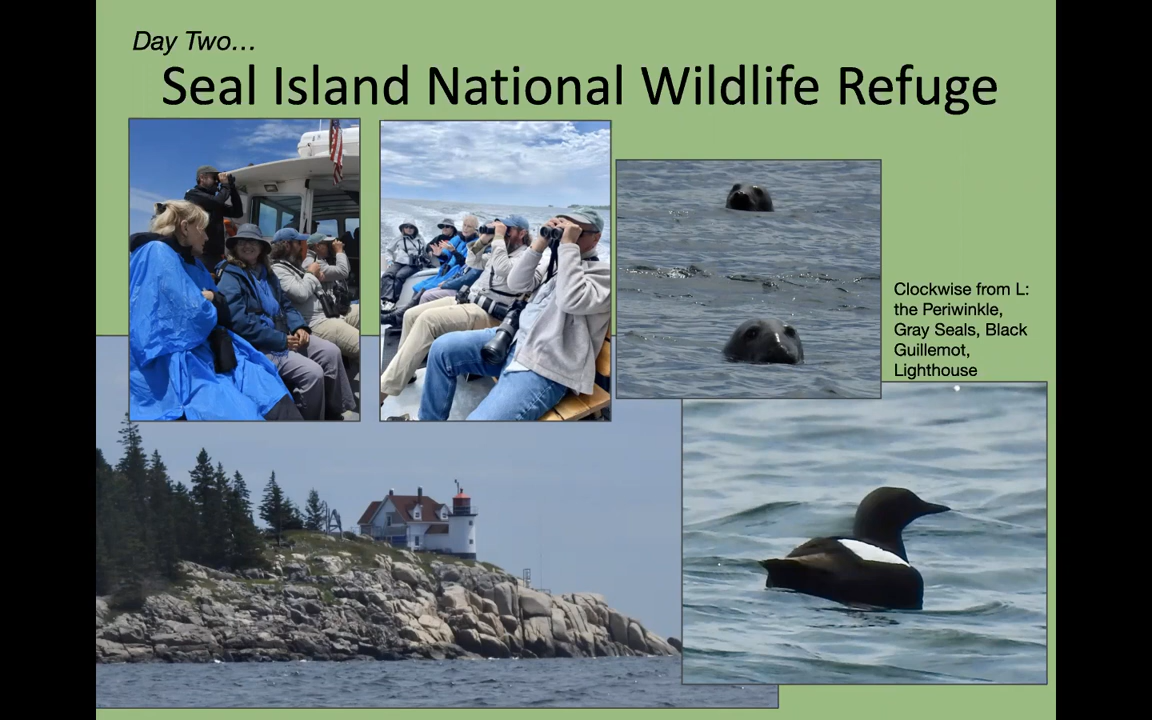 Day Two…
Seal Island National Wildlife Refuge
Clockwise from L:
the Periwinkle,
Gray Seals, Black
Guillemot,
Lighthouse